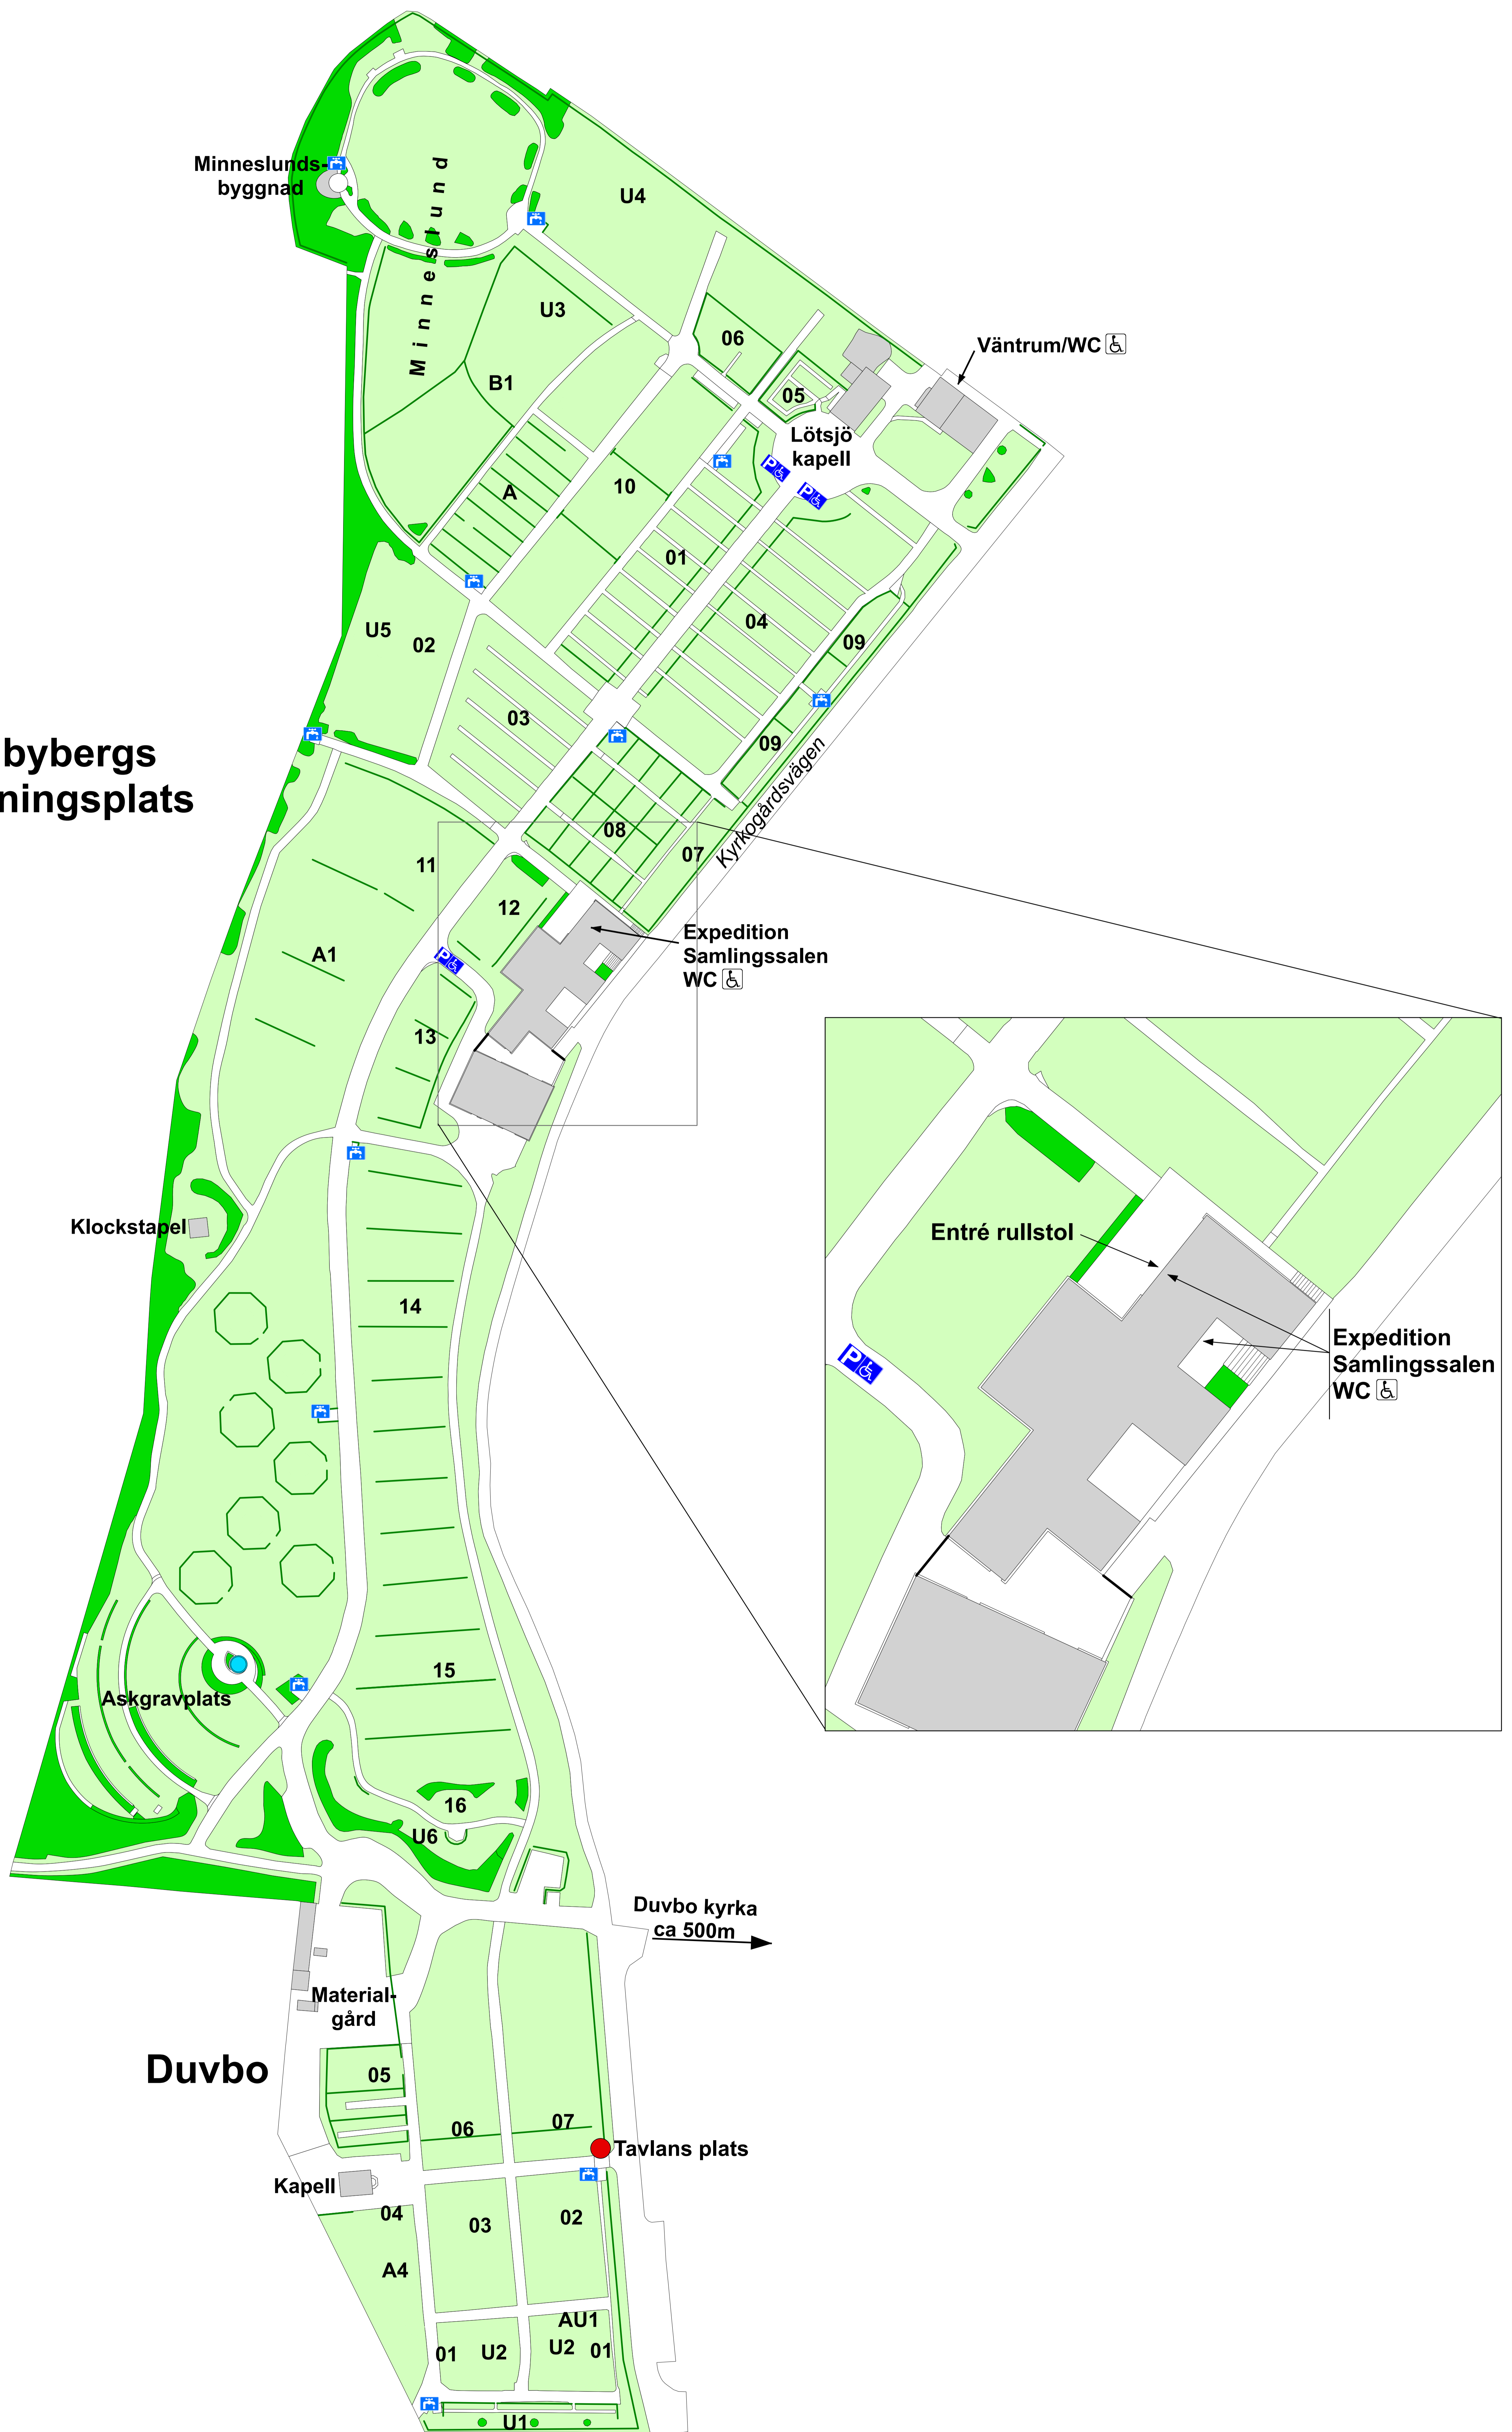 Minneslunds-
byggnad
Minneslund
U4
U3
06
Väntrum/WC
B1
05
Lötsjö
kapell
P
P
A
10
01
U5
02
04
09
03
bybergs
ningsplats
09
Kyrkogårdsvägen
08
07
11
12
Expedition
Samlingssalen
WC
A1
P
13
Klockstapel
Entré rullstol
14
Expedition
Samlingssalen
WC
P
15
Askgravplats
16
U6
Duvbo kyrka
ca 500m
Material-
gård
Duvbo
05
06
07
Tavlans plats
Kapell
04
03
02
A4
AU1
01
U2
U2
01
U1